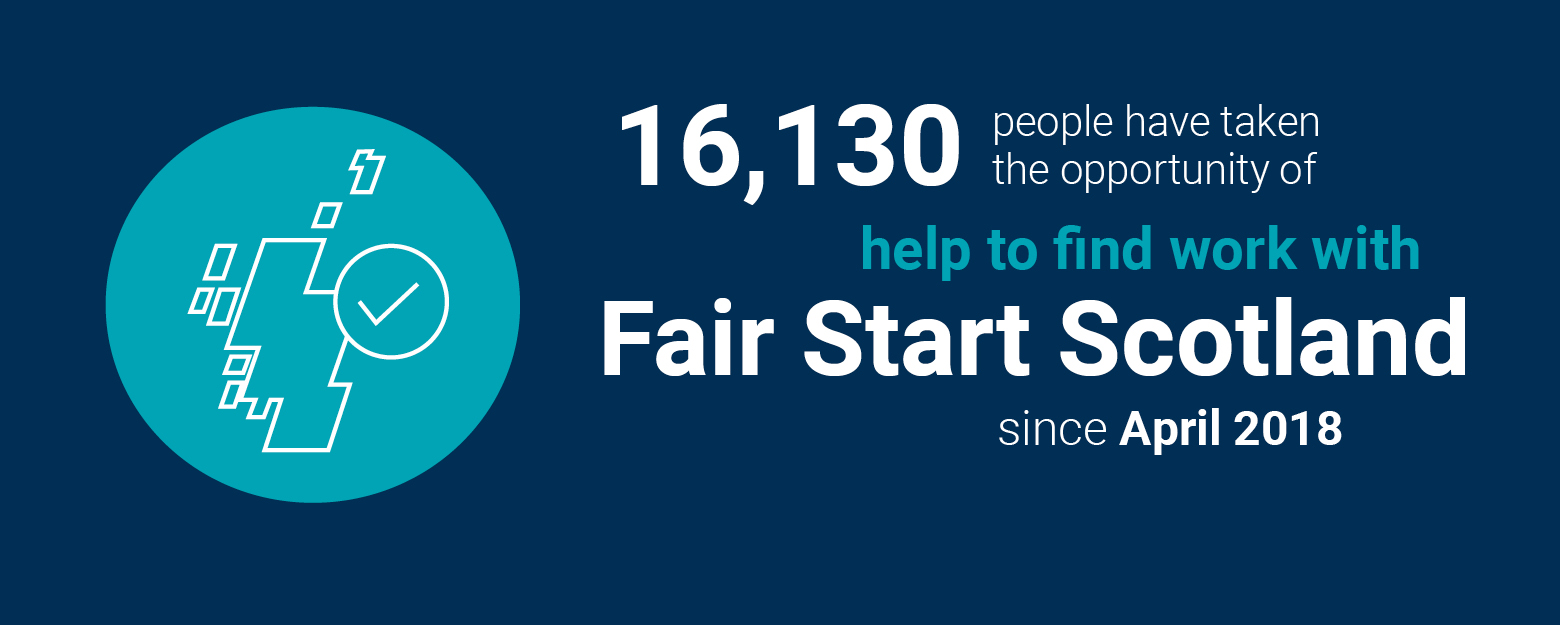 16,130 people have taken
the opportunity of
help to find work with
Fair Start Scotland
since April 2018